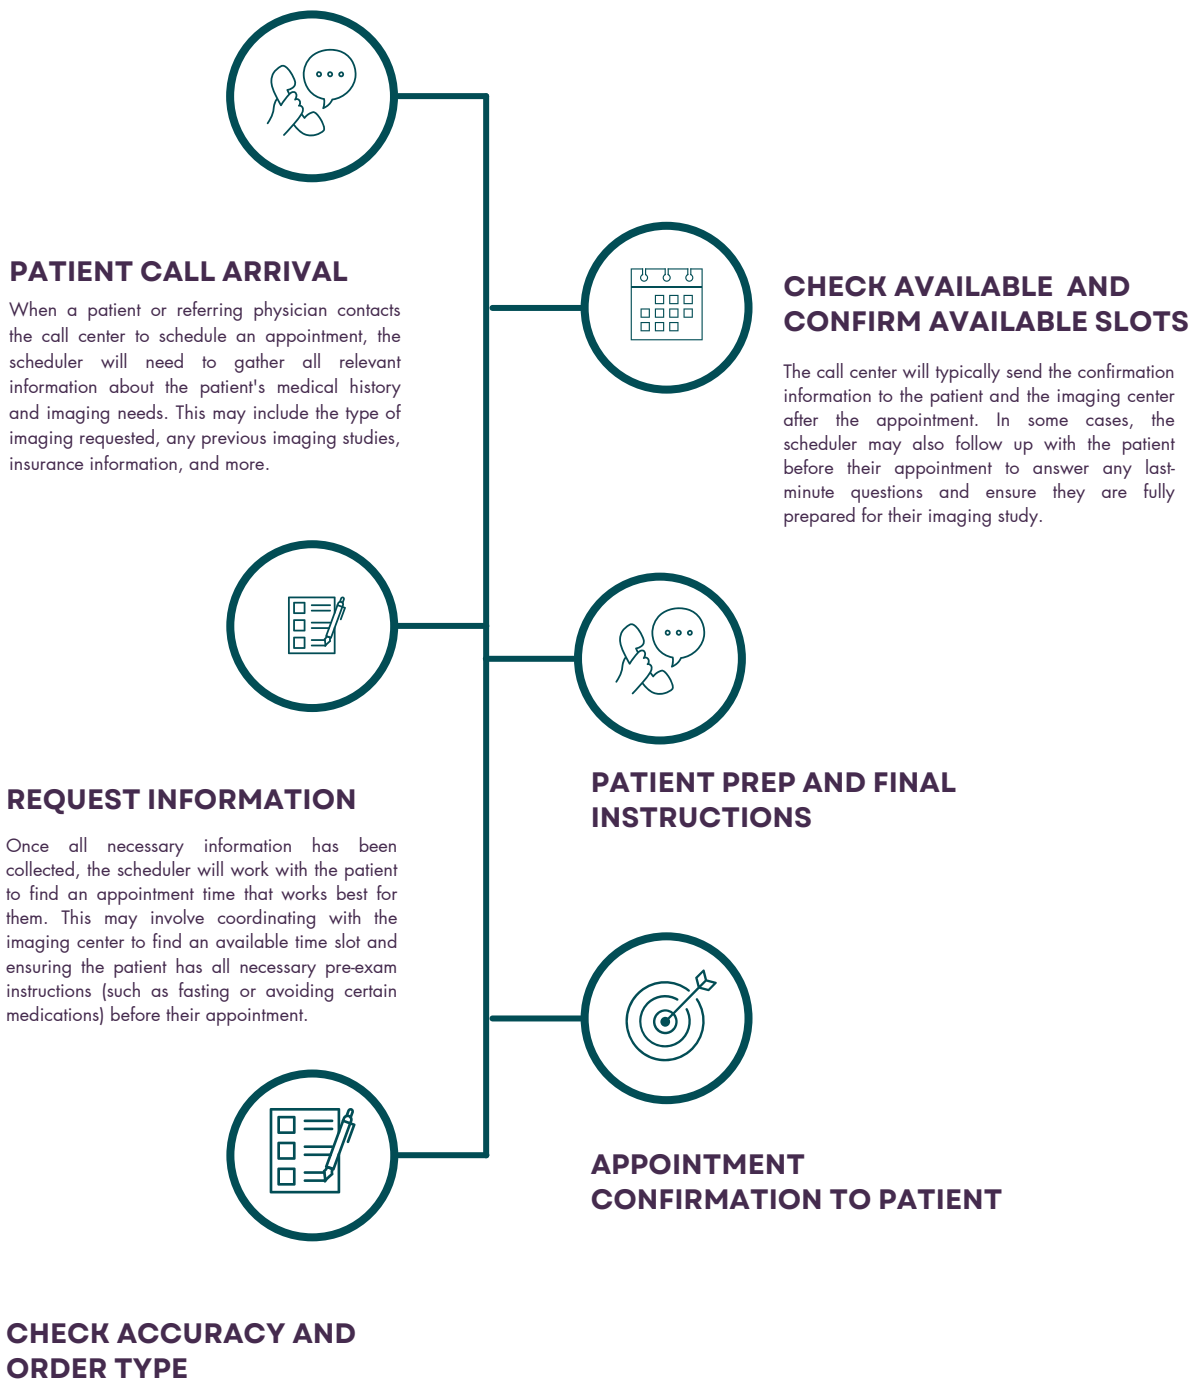 PATIENT CALL ARRIVAL
When a patient or referring physician contacts
the call center to schedule an appointment, the
scheduler will need to gather all relevant
information about the patient's medical history
and imaging needs. This may include the type of
imaging requested, any previous imaging studies,
insurance information, and more.
CHECK AVAILABLE AND
CONFIRM AVAILABLE SLOTS
The call center will typically send the confirmation
information to the patient and the imaging center
after the appointment. In some cases, the
scheduler may also follow up with the patient
before their appointment to answer any last-
minute questions and ensure they are fully
prepared for their imaging study.
REQUEST INFORMATION
Once all necessary information has been
collected, the scheduler will work with the patient
to find an appointment time that works best for
them. This may involve coordinating with the
imaging center to find an available time slot and
ensuring the patient has all necessary pre-exam
instructions (such as fasting or avoiding certain
medications) before their appointment.
PATIENT PREP AND FINAL
INSTRUCTIONS
APPOINTMENT
CONFIRMATION TO PATIENT
CHECK ACCURACY AND
ORDER TYPE